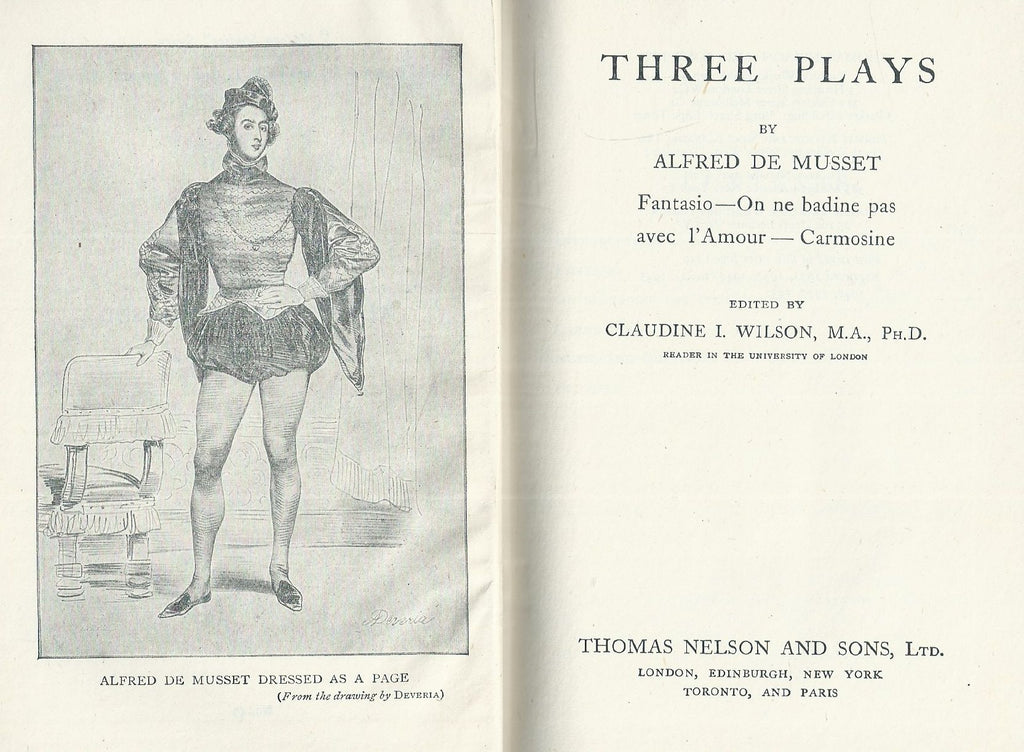 Deveria
ALFRED DE MUSSET DRESSED AS A PAGE
(From the drawing by DEVERIA)
THREE PLAYS
BY
ALFRED DE MUSSET
Fantasio—On ne badine pas
avec l'Amour — Carmosine
EDITED BY
CLAUDINE I. WILSON, M.A., PH.D.
READER IN THE UNIVERSITY OF LONDON
THOMAS NELSON AND SONS, LTD.
LONDON, EDINBURGH, NEW YORK
TORONTO, AND PARIS